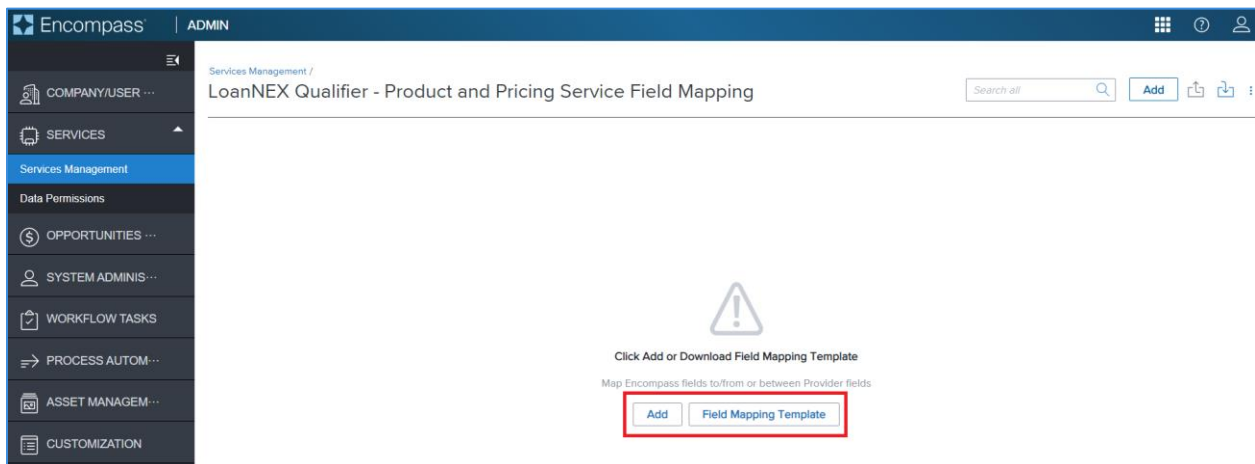 Encompass | ADMIN
Services Management /
LoanNEX Qualifier - Product and Pricing Service Field Mapping
Search all
Add
COMPANY/USER ...
SERVICES
Services Management
Data Permissions
OPPORTUNITIES ...
SYSTEM ADMINIS...
WORKFLOW TASKS
PROCESS AUTOM...
ASSET MANAGEM...
CUSTOMIZATION
Click Add or Download Field Mapping Template
Map Encompass fields to/from or between Provider fields
Add
Field Mapping Template